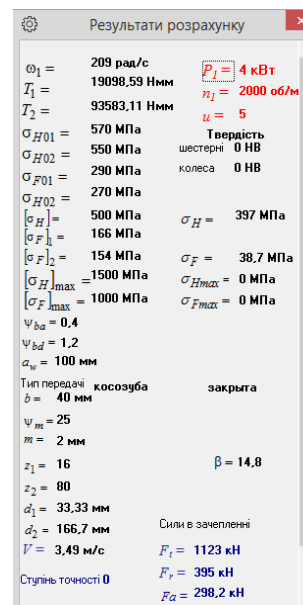 Результати розрахунку ×
ω1 = 209 рад/с P1 = 4 кВт
T1 = 19098,59 Нмм n1 = 2000 об/м
T2 = 93583,11 Нмм u = 5
σH01 = 570 МПа Твердість
σH02 = 550 МПа шестерні 0 HB
σF01 = 290 МПа колеса 0 HB
σH02 = 270 МПа
[σH] = 500 МПа σH = 397 МПа
[σF]1 = 166 МПа
[σF]2 = 154 МПа σF = 38,7 МПа
[σH]max = 1500 МПа σHmax = 0 МПа
[σF]max = 1000 МПа σFmax = 0 МПа
ψba = 0,4
ψbd = 1,2
aw = 100 мм
Тип передачі косозуба закрыта
b = 40 мм
ψm = 25
m = 2 мм
z1 = 16 β = 14,8
z2 = 80
d1 = 33,33 мм
d2 = 166,7 мм Сили в зачепленні
V = 3,49 м/с Ft = 1123 кН
Fr = 395 кН
Ступінь точності 0 Fa = 298,2 кН